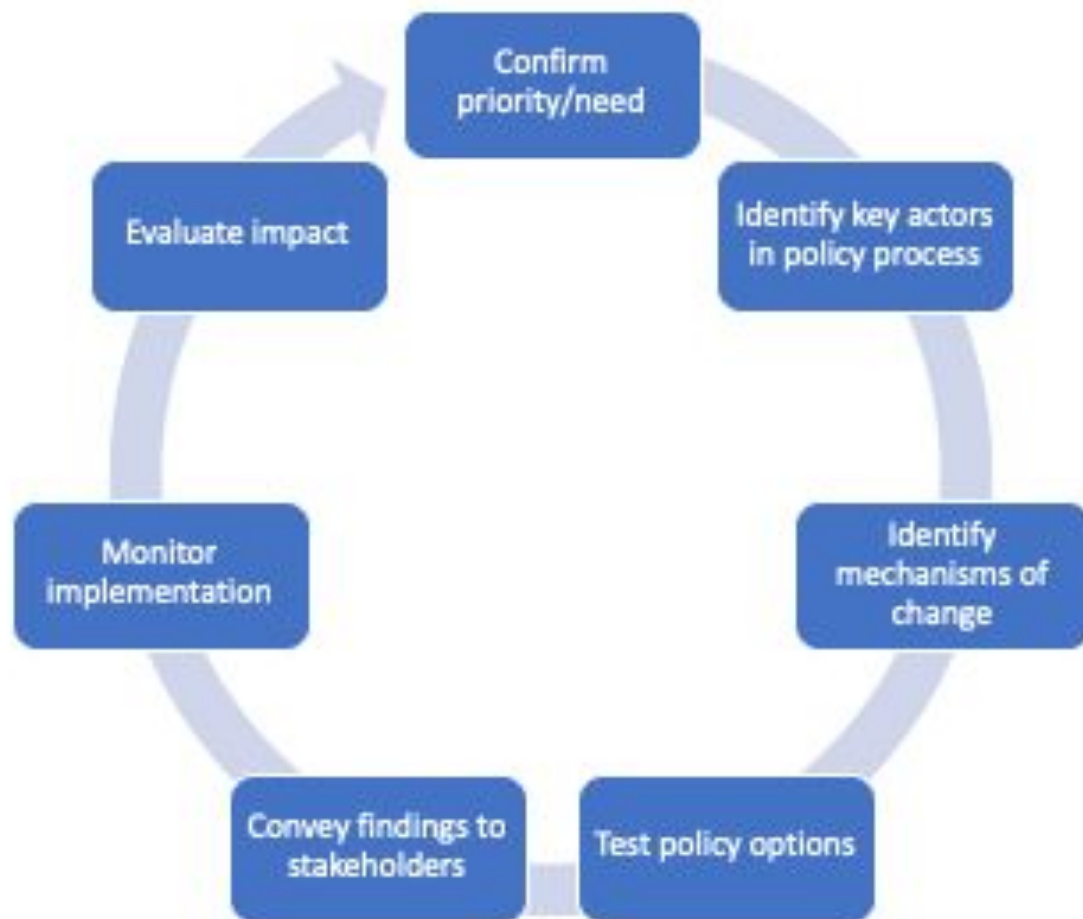 Confirm
priority/need
Identify key actors
in policy process
Identify
mechanisms of
change
Test policy options
Convey findings to
stakeholders
Monitor
implementation
Evaluate impact